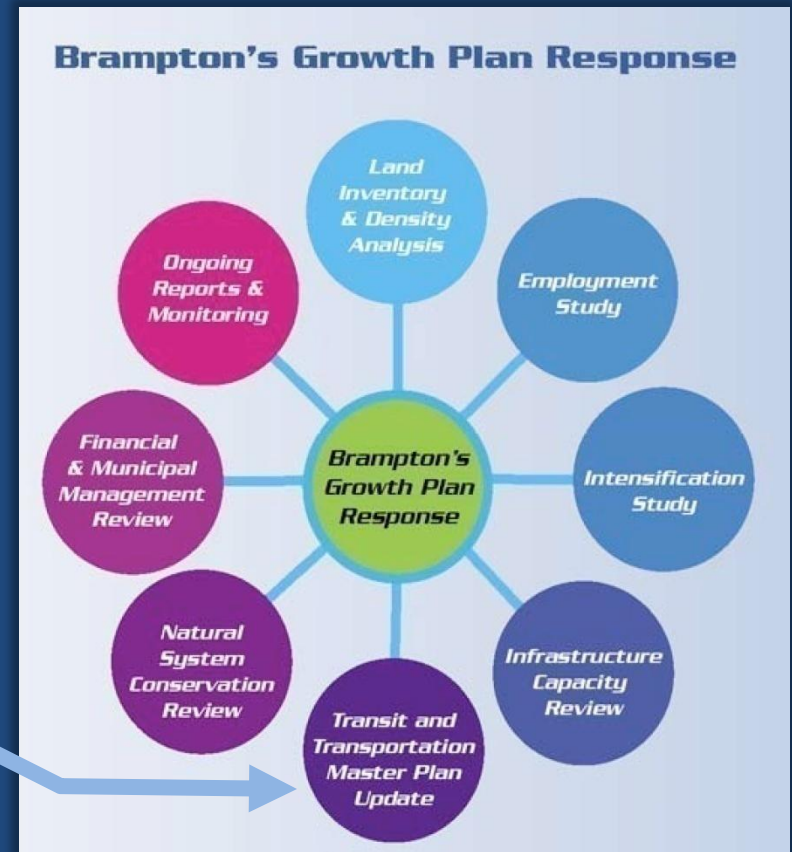 Brampton's Growth Plan Response
Land
Inventory
& Density
Analysis
Employment
Study
Intensification
Study
Infrastructure
Capacity
Review
Transit and
Transportation
Master Plan
Update
Natural
System
Conservation
Review
Financial
& Municipal
Management
Review
Ongoing
Reports &
Monitoring
Brampton's
Growth Plan
Response